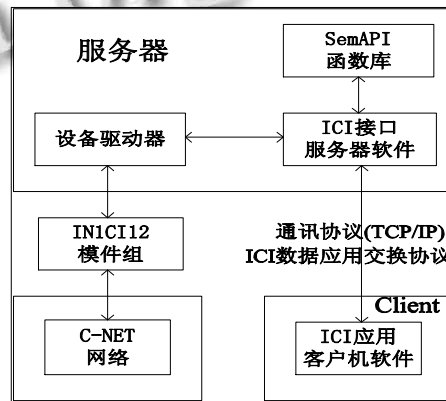 服务器
SemAPI
函数库
设备驱动器
ICI接口
服务器软件
IN1CI12
模件组
通讯协议(TCP/IP)
ICI数据应用交换协议
C-NET
网络
Client
ICI应用
客户机软件